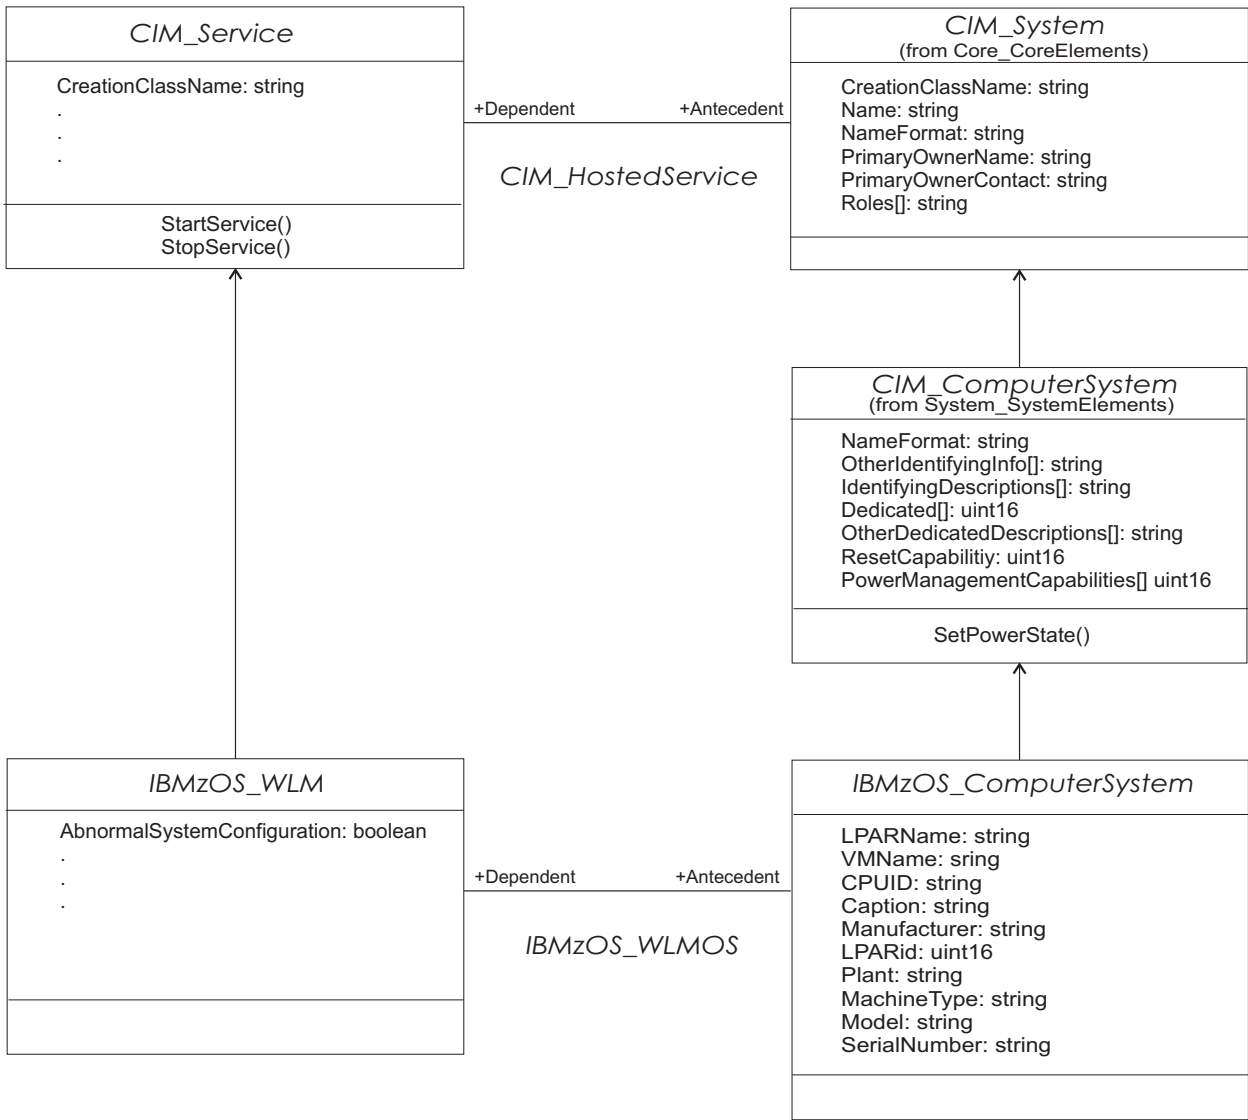 CIM_Service
CreationClassName: string
.
.
.
StartService()
StopService()
+Dependent
+Antecedent
CIM_HostedService
CIM_System
(from Core_CoreElements)
CreationClassName: string
Name: string
NameFormat: string
PrimaryOwnerName: string
PrimaryOwnerContact: string
Roles[]: string
CIM_ComputerSystem
(from System_SystemElements)
NameFormat: string
OtherIdentifyingInfo[]: string
IdentifyingDescriptions[]: string
Dedicated[]: uint16
OtherDedicatedDescriptions[]: string
ResetCapabilitiy: uint16
PowerManagementCapabilities[] uint16
SetPowerState()
IBMzOS_WLM
AbnormalSystemConfiguration: boolean
.
.
.
+Dependent
+Antecedent
IBMzOS_WLMOS
IBMzOS_ComputerSystem
LPARName: string
VMName: sring
CPUID: string
Caption: string
Manufacturer: string
LPARid: uint16
Plant: string
MachineType: string
Model: string
SerialNumber: string